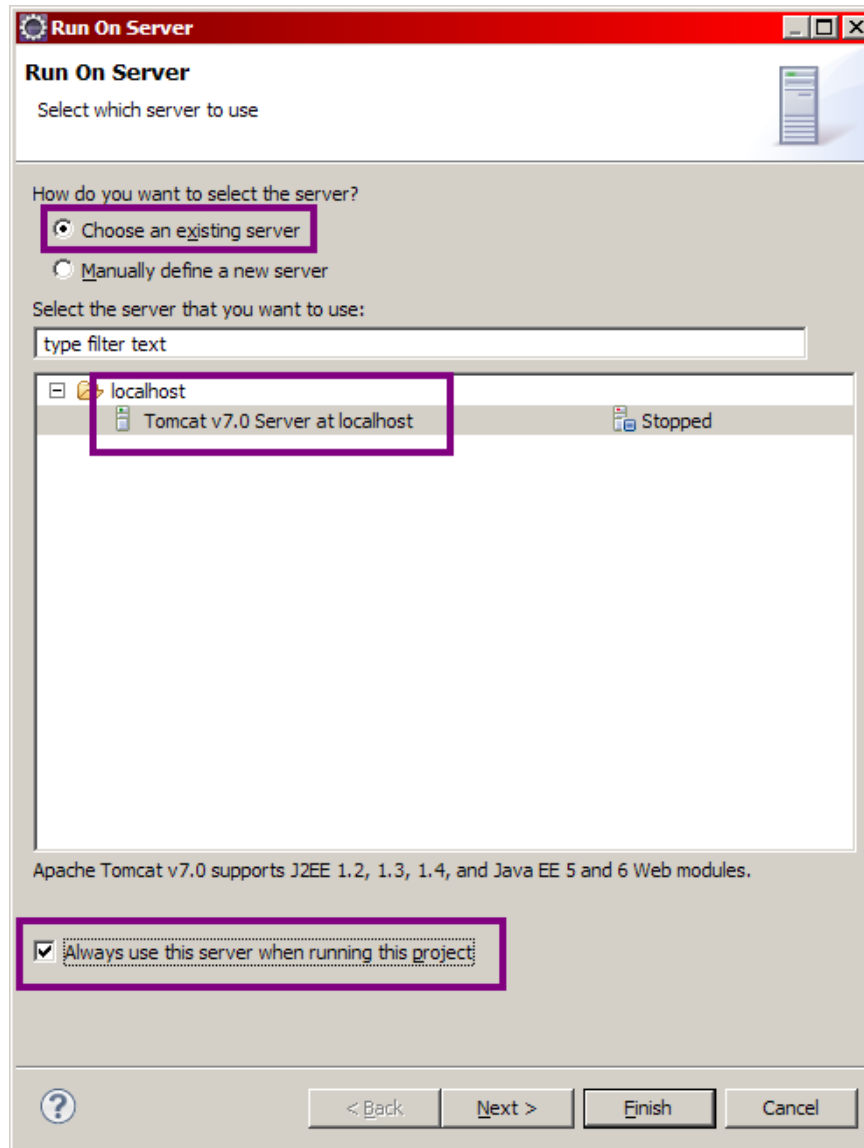 Run On Server
Run On Server
Select which server to use
How do you want to select the server?
Choose an existing server
Manually define a new server
Select the server that you want to use:
type filter text
localhost
Tomcat v7.0 Server at localhost Stopped
Apache Tomcat v7.0 supports J2EE 1.2, 1.3, 1.4, and Java EE 5 and 6 Web modules.
Always use this server when running this project
? < Back Next > Finish Cancel